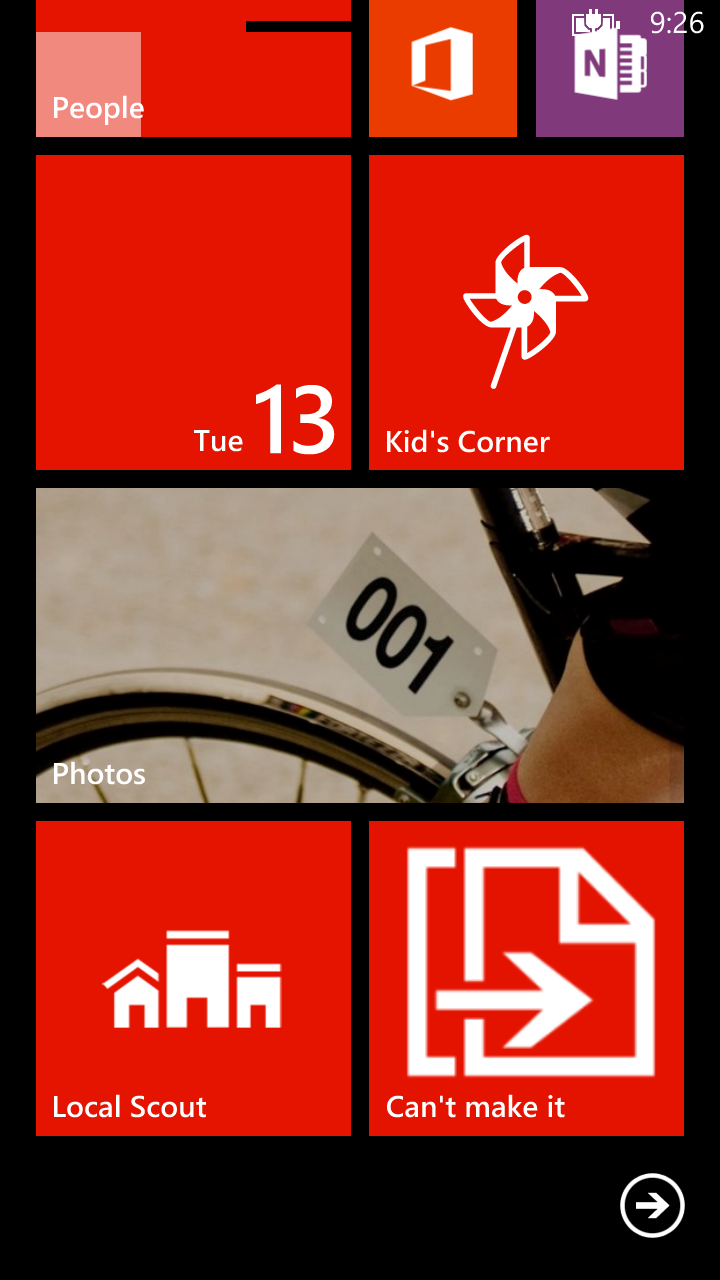 9:26
N
People
Tue 13
Kid's Corner
001
Photos
Local Scout
Can't make it